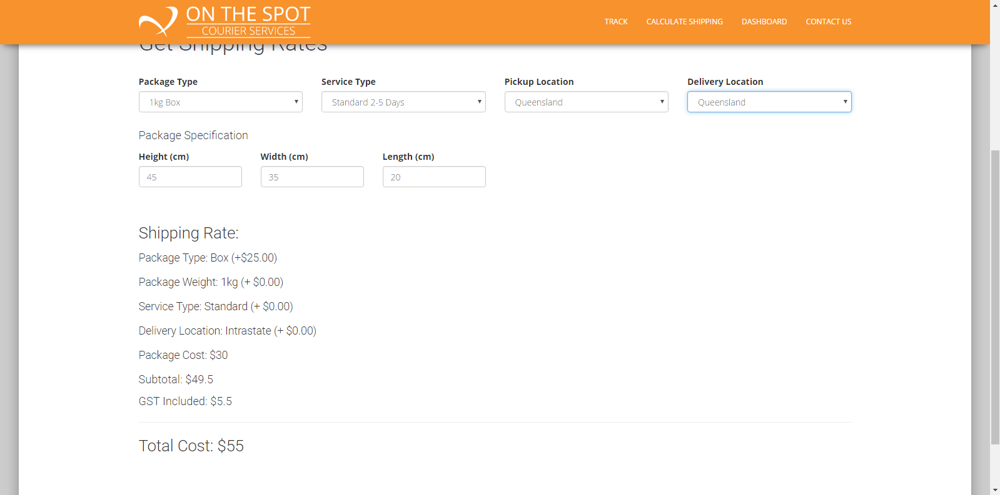 ON THE SPOT
COURIER SERVICES
TRACK CALCULATE SHIPPING DASHBOARD CONTACT US
Get Shipping Rates
Package Type Service Type Pickup Location Delivery Location
1kg Box Standard 2-5 Days Queensland Queensland
Package Specification
Height (cm) Width (cm) Length (cm)
45 35 20
Shipping Rate:
Package Type: Box (+$25.00)
Package Weight: 1kg (+ $0.00)
Service Type: Standard (+ $0.00)
Delivery Location: Intrastate (+ $0.00)
Package Cost: $30
Subtotal: $49.5
GST Included: $5.5
Total Cost: $55